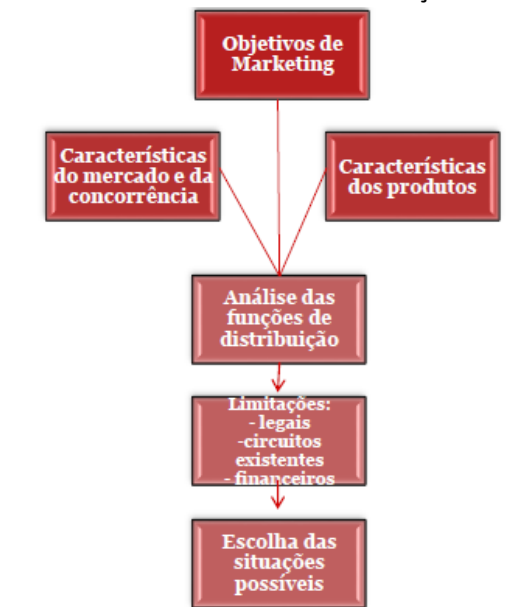 Objetivos de
Marketing
Características
do mercado e da
concorrência
Características
dos produtos
Análise das
funções de
distribuição
Limitações:
- legais
-circuitos
existentes
- financeiros
Escolha das
situações
possíveis